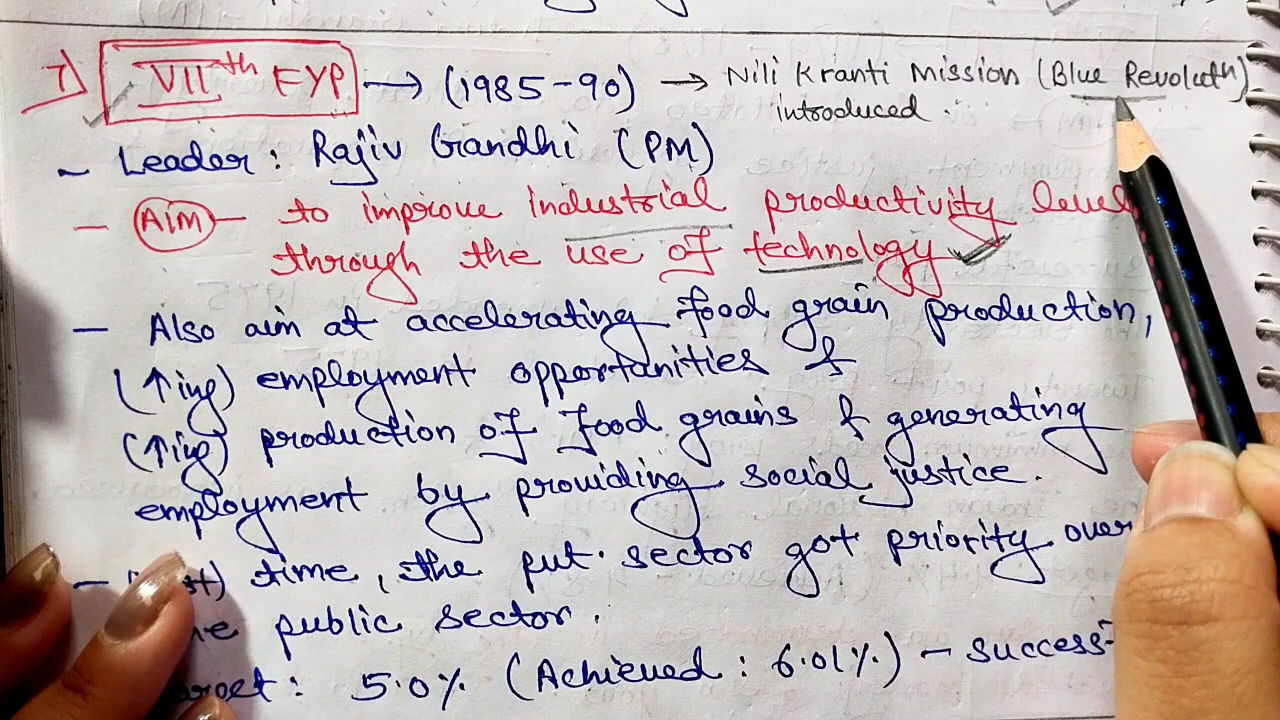 7) VIIth FYP → (1985-90) → Nili Kranti Mission (Blue Revolutn)
introduced.
- Leader: Rajiv Gandhi (PM)
- Aim - to improve industrial productivity level
through the use of technology
- Also aim at accelerating food grain production,
(↑ing) employment opportunities &
(↑ing) production of food grains & generating
employment by providing social justice.
- time, the put. sector got priority over
public sector.
: 5.0% (Achieved: 6.01%) - success